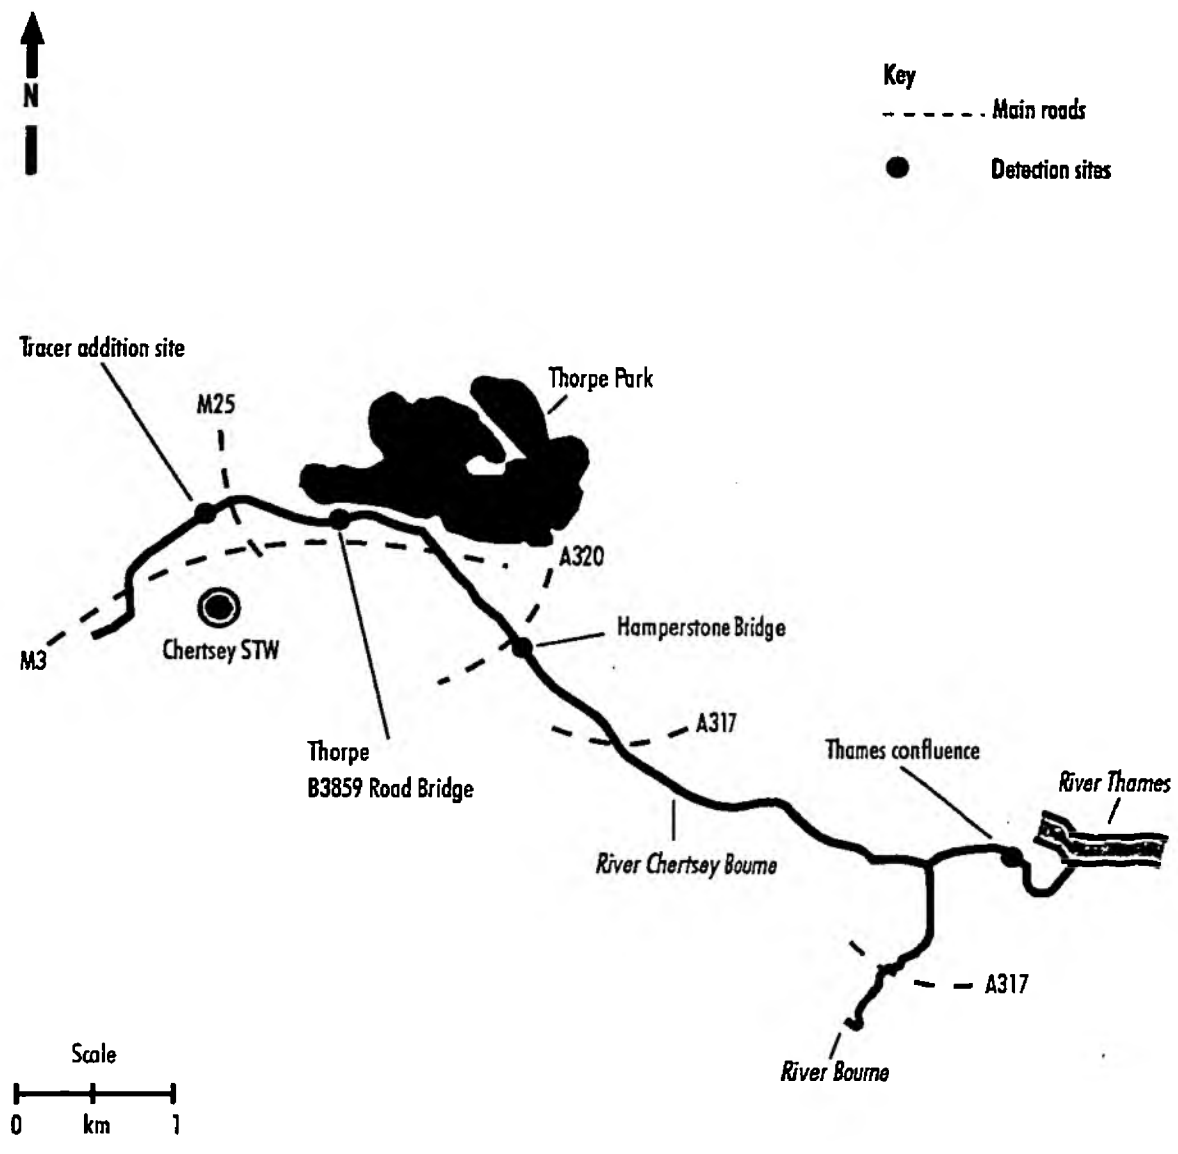 N
Key
Main roads
Detection sites
Tracer addition site
M25
Thorpe Park
A320
Hamperstone Bridge
Chertsey STW
M3
A317
Thorpe
B3859 Road Bridge
Thames confluence
River Thames
River Chertsey Bourne
A317
River Bourne
Scale
0 km 1